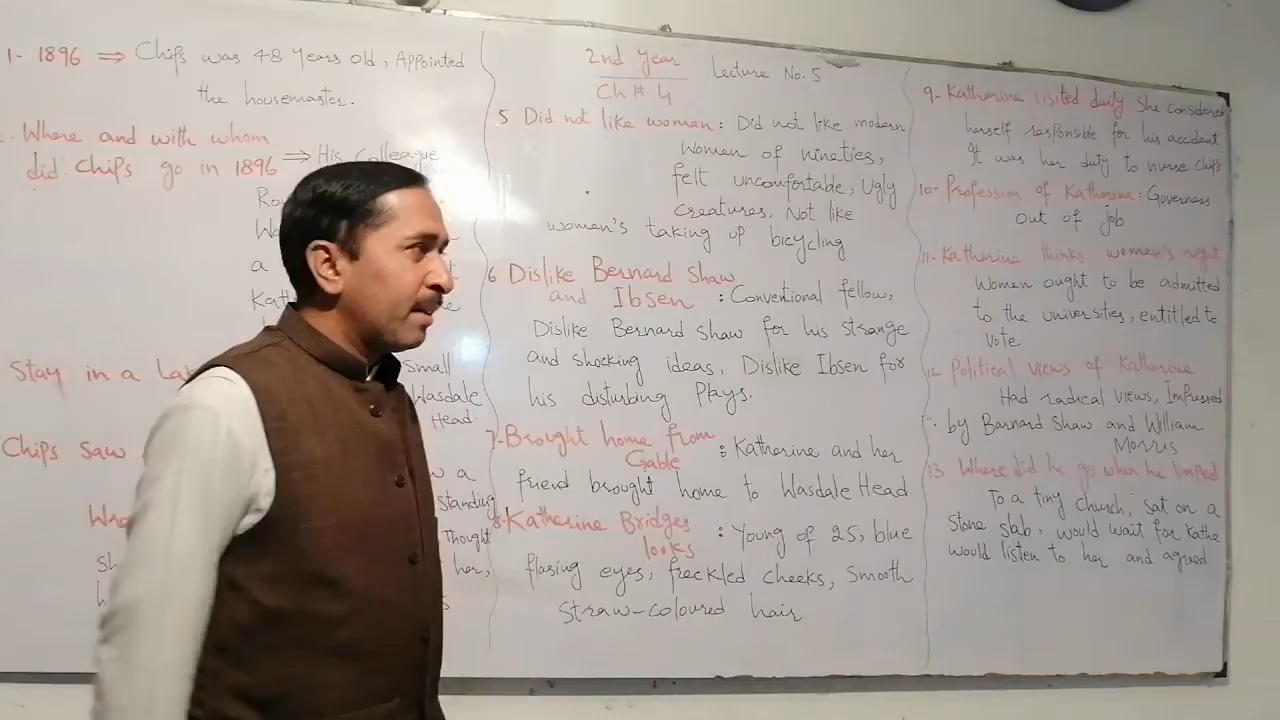 1- 1896 ⇒ Chips was 48 years old, Appointed
the housemaster.
Where and with whom
did Chips go in 1896 ⇒ His Colleague
a
Stay in a
small
Wasdale
Head.
Chips saw
a
standing
Thought
her,
2nd Year
Ch # 4
Lecture No. 5
5 Did not like women: Did not like modern
Women of nineties,
felt uncomfortable, Ugly
creatures, Not like
women's taking up bicycling
6 Dislike Bernard Shaw
and Ibsen : Conventional fellow,
Dislike Bernard Shaw for his strange
and shocking ideas, Dislike Ibsen for
his disturbing Plays.
7- Brought home from
Gable : Katherine and her
friend brought home to Wasdale Head
8- Katherine Bridges
looks : Young of 25, blue
flasing eyes, freckled cheeks, Smooth
Straw-coloured hair
9- Katherine visited daily She considered
herself responsible for his accident
It was her duty to nurse chips
10- Profession of Katherine: Governess
out of job
11- Katherine thinks women's right
Women ought to be admitted
to the universities, entitled to
vote
12 Political views of Katherine
Had radical views, Impressed
by Barnard Shaw and William
Morris
13 Where did he go when he limped
To a tiny church, sat on a
stone slab, would wait for Kathe
would listen to her and agreed